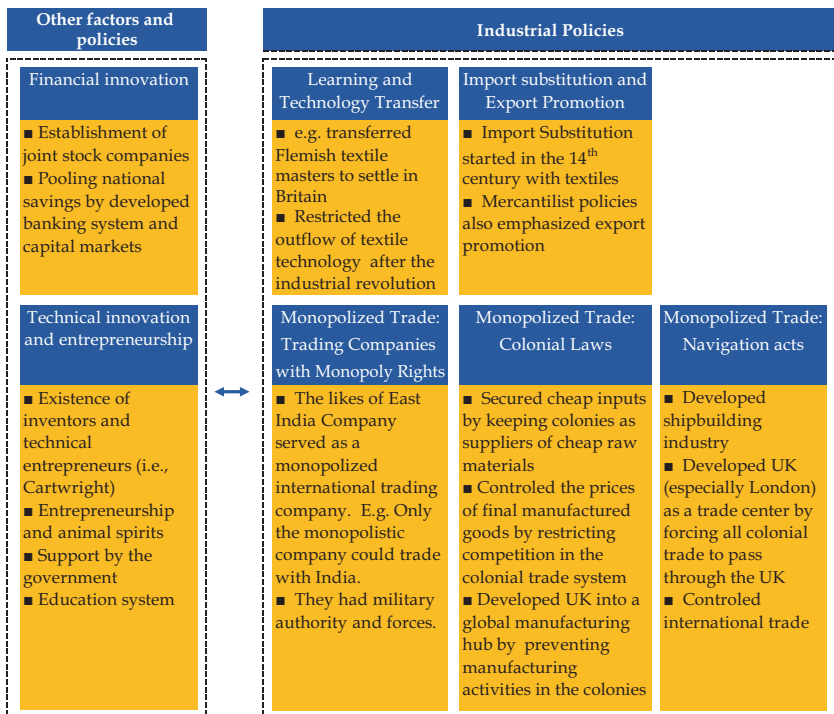 Other factors and
policies
Industrial Policies
Financial innovation
■ Establishment of
joint stock companies
■ Pooling national
savings by developed
banking system and
capital markets
Technical innovation
and entrepreneurship
■ Existence of
inventors and
technical
entrepreneurs (i.e.,
Cartwright)
■ Entrepreneurship
and animal spirits
■ Support by the
government
■ Education system
Learning and
Technology Transfer
■ e.g. transferred
Flemish textile
masters to settle in
Britain
■ Restricted the
outflow of textile
technology after the
industrial revolution
Import substitution and
Export Promotion
■ Import Substitution
started in the 14th
century with textiles
■ Mercantilist policies
also emphasized export
promotion
Monopolized Trade:
Trading Companies
with Monopoly Rights
■ The likes of East
India Company
served as a
monopolized
international trading
company. E.g. Only
the monopolistic
company could trade
with India.
■ They had military
authority and forces.
Monopolized Trade:
Colonial Laws
■ Secured cheap inputs
by keeping colonies as
suppliers of cheap raw
materials
■ Controled the prices
of final manufactured
goods by restricting
competition in the
colonial trade system
■ Developed UK into a
global manufacturing
hub by preventing
manufacturing
activities in the colonies
Monopolized Trade:
Navigation acts
■ Developed
shipbuilding
industry
■ Developed UK
(especially London)
as a trade center by
forcing all colonial
trade to pass
through the UK
■ Controled
international trade